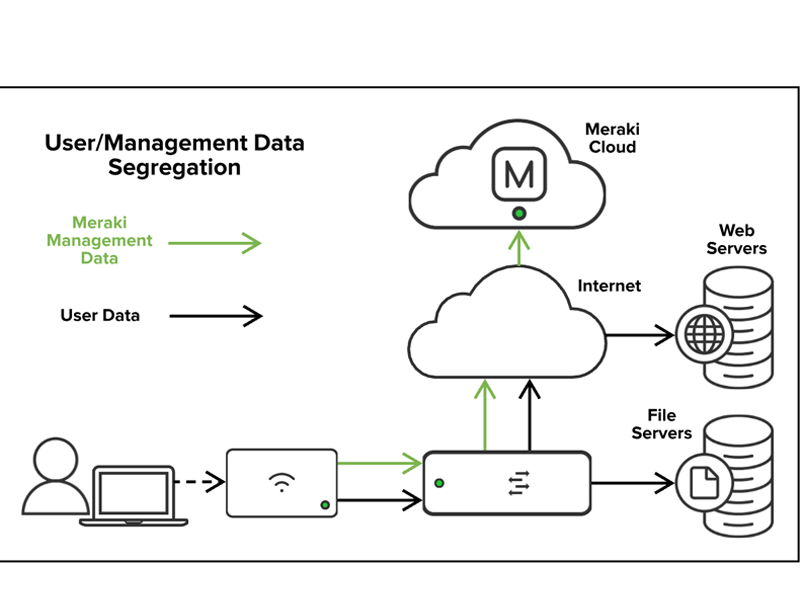 User/Management Data
Segregation
Meraki
Management
Data
User Data
Meraki
Cloud
M
Internet
Web
Servers
File
Servers